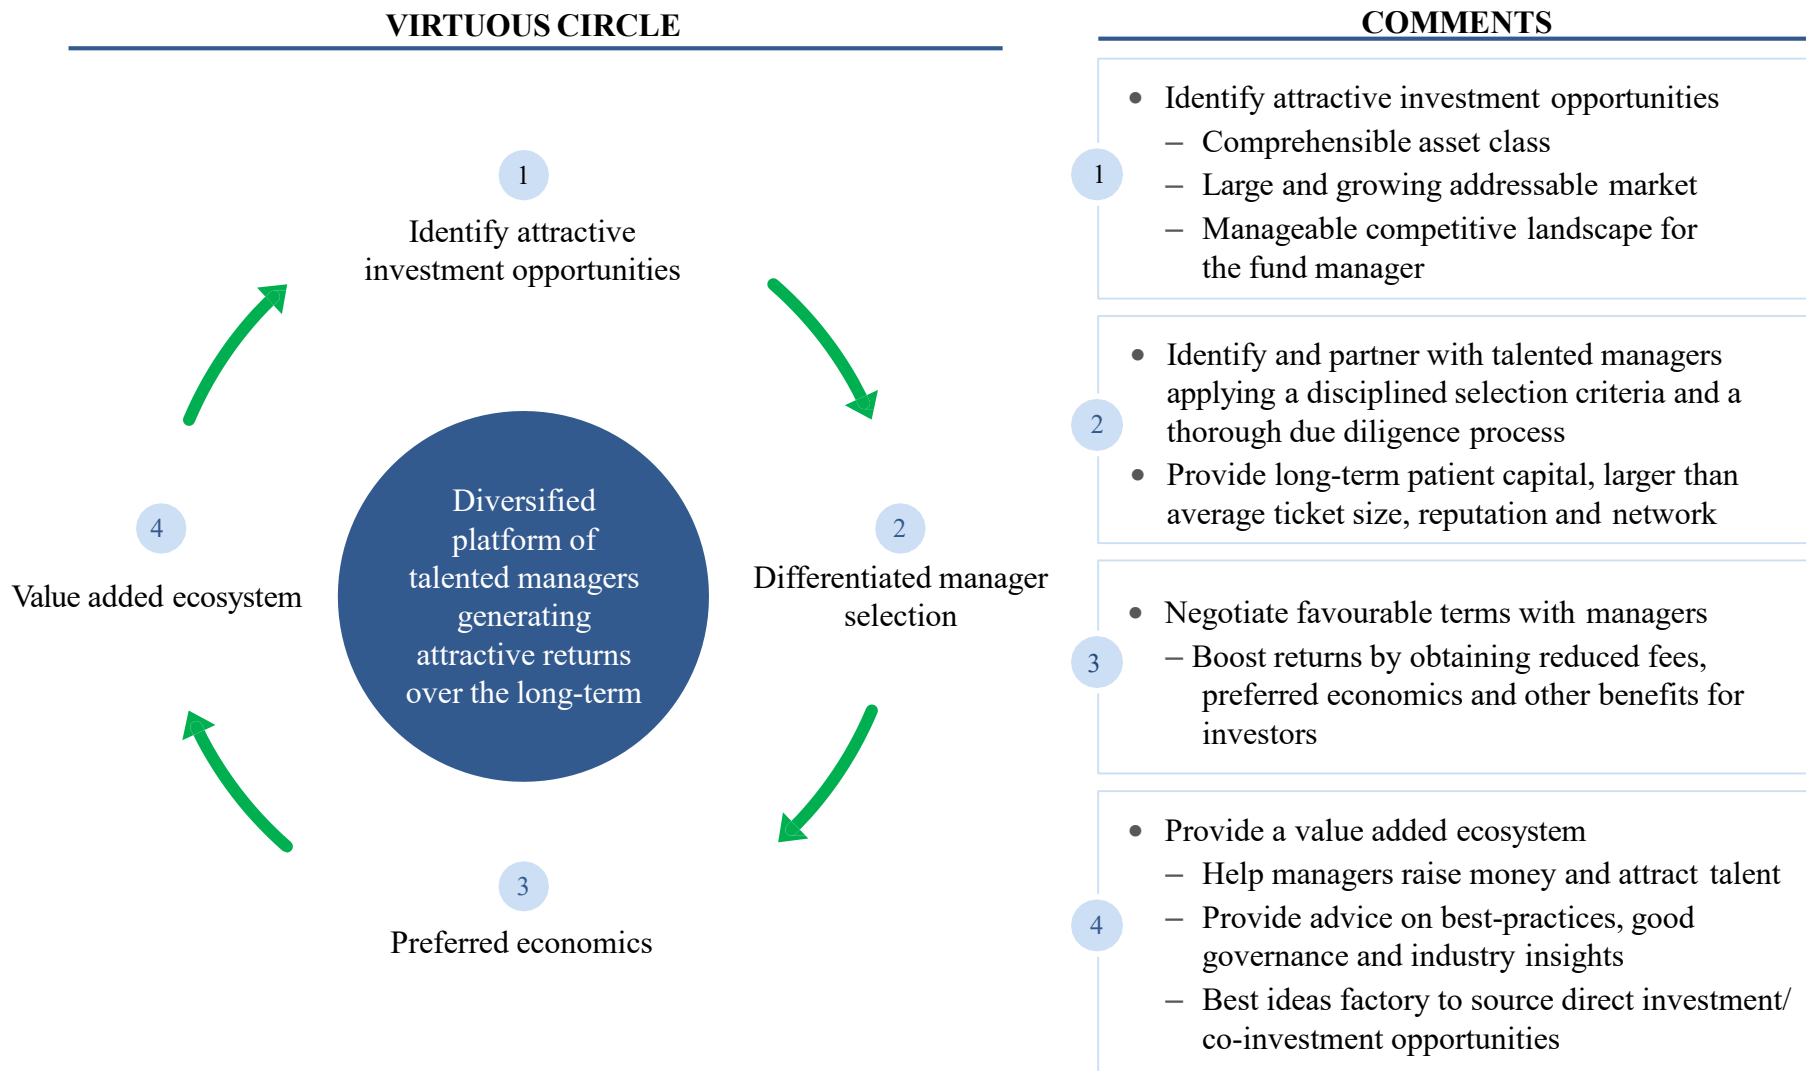 VIRTUOUS CIRCLE
1
Identify attractive
investment opportunities
2
Differentiated manager
selection
3
Preferred economics
4
Value added ecosystem
Diversified
platform of
talented managers
generating
attractive returns
over the long-term
COMMENTS
1
• Identify attractive investment opportunities
– Comprehensible asset class
– Large and growing addressable market
– Manageable competitive landscape for
the fund manager
2
• Identify and partner with talented managers
applying a disciplined selection criteria and a
thorough due diligence process
• Provide long-term patient capital, larger than
average ticket size, reputation and network
3
• Negotiate favourable terms with managers
– Boost returns by obtaining reduced fees,
preferred economics and other benefits for
investors
4
• Provide a value added ecosystem
– Help managers raise money and attract talent
– Provide advice on best-practices, good
governance and industry insights
– Best ideas factory to source direct investment/
co-investment opportunities